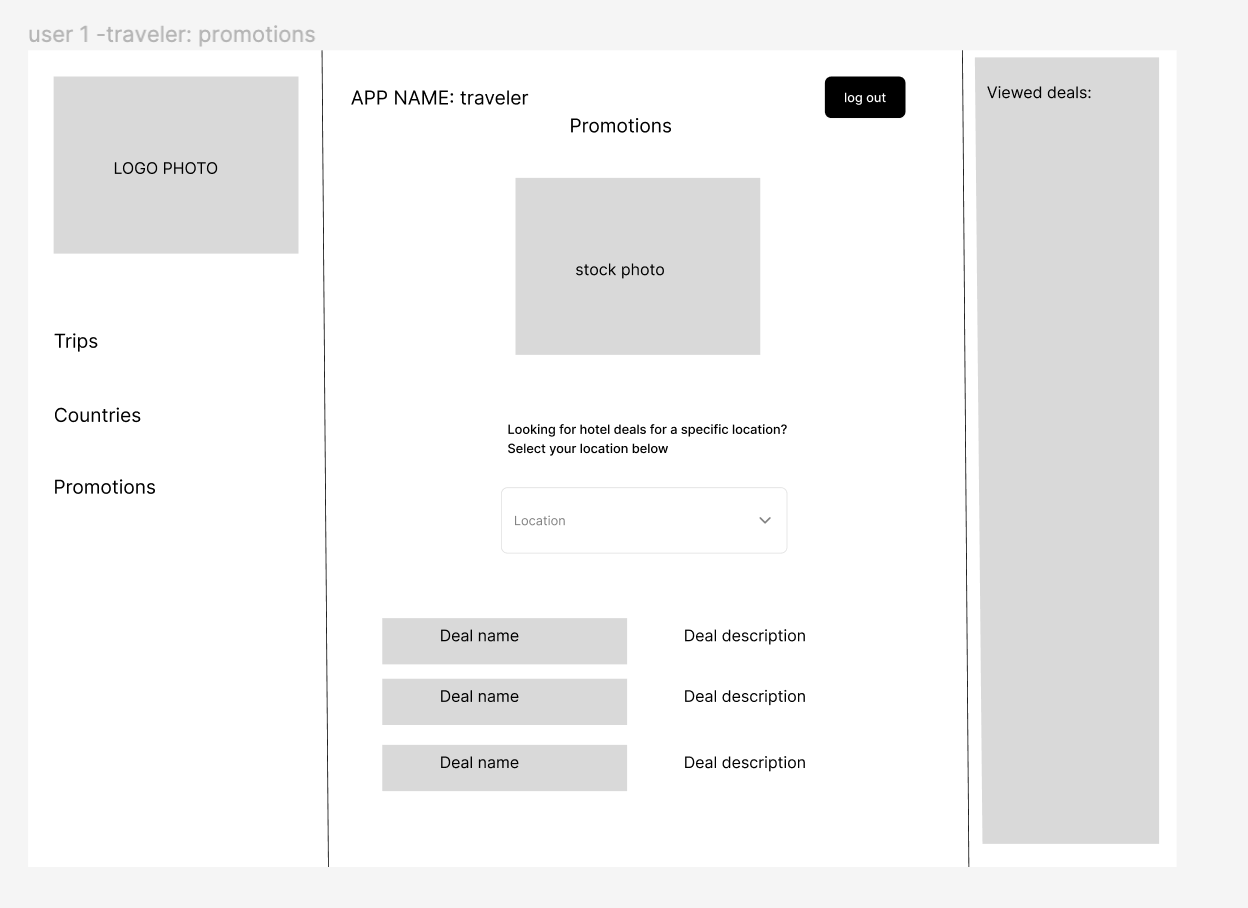 user 1 -traveler: promotions
LOGO PHOTO
Trips
Countries
Promotions
APP NAME: traveler
log out
Promotions
stock photo
Looking for hotel deals for a specific location?
Select your location below
Location
Deal name
Deal description
Deal name
Deal description
Deal name
Deal description
Viewed deals: